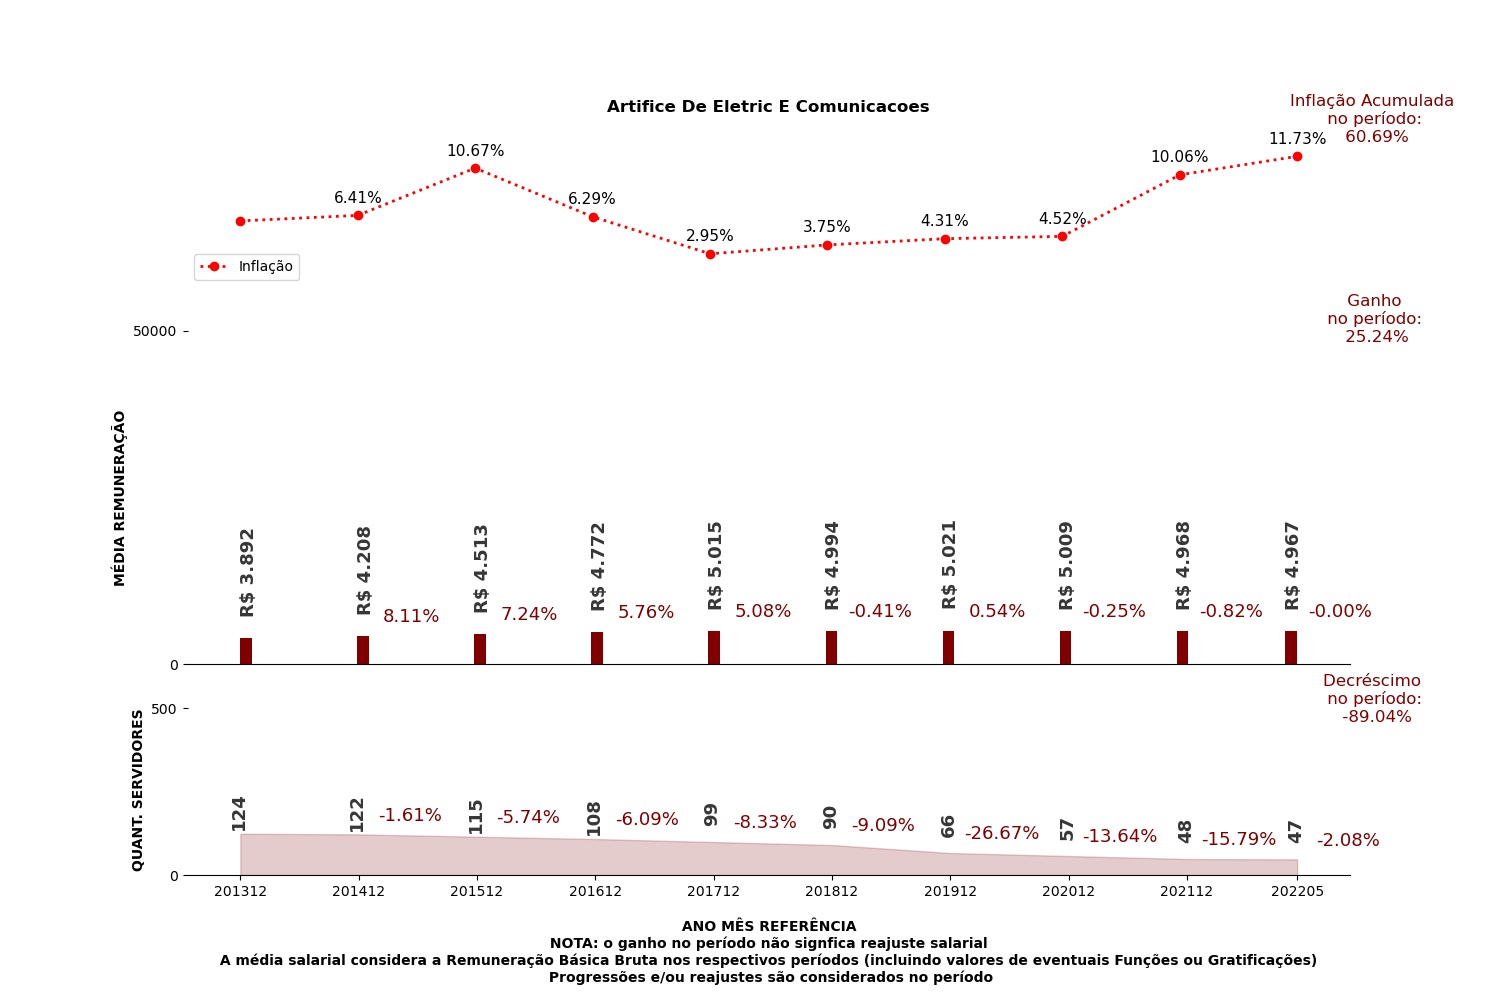 Artifice De Eletric E Comunicacoes
Inflação Acumulada
no período:
60.69%
6.41%
10.67%
6.29%
2.95%
3.75%
4.31%
4.52%
10.06%
11.73%
Inflação
Ganho
no período:
25.24%
50000
0
MÉDIA REMUNERAÇÃO
R$ 3.892
R$ 4.208
R$ 4.513
R$ 4.772
R$ 5.015
R$ 4.994
R$ 5.021
R$ 5.009
R$ 4.968
R$ 4.967
8.11%
7.24%
5.76%
5.08%
-0.41%
0.54%
-0.25%
-0.82%
-0.00%
Decréscimo
no período:
-89.04%
500
0
QUANT. SERVIDORES
124
122
115
108
99
90
66
57
48
47
-1.61%
-5.74%
-6.09%
-8.33%
-9.09%
-26.67%
-13.64%
-15.79%
-2.08%
201312
201412
201512
201612
201712
201812
201912
202012
202112
202205
ANO MÊS REFERÊNCIA
NOTA: o ganho no período não signfica reajuste salarial
A média salarial considera a Remuneração Básica Bruta nos respectivos períodos (incluindo valores de eventuais Funções ou Gratificações)
Progressões e/ou reajustes são considerados no período